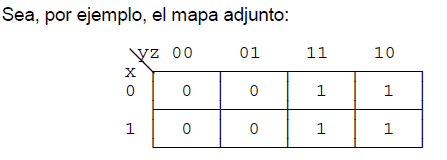 Sea, por ejemplo, el mapa adjunto:
yz 00 01 11 10
x
0 0 0 1 1
1 0 0 1 1